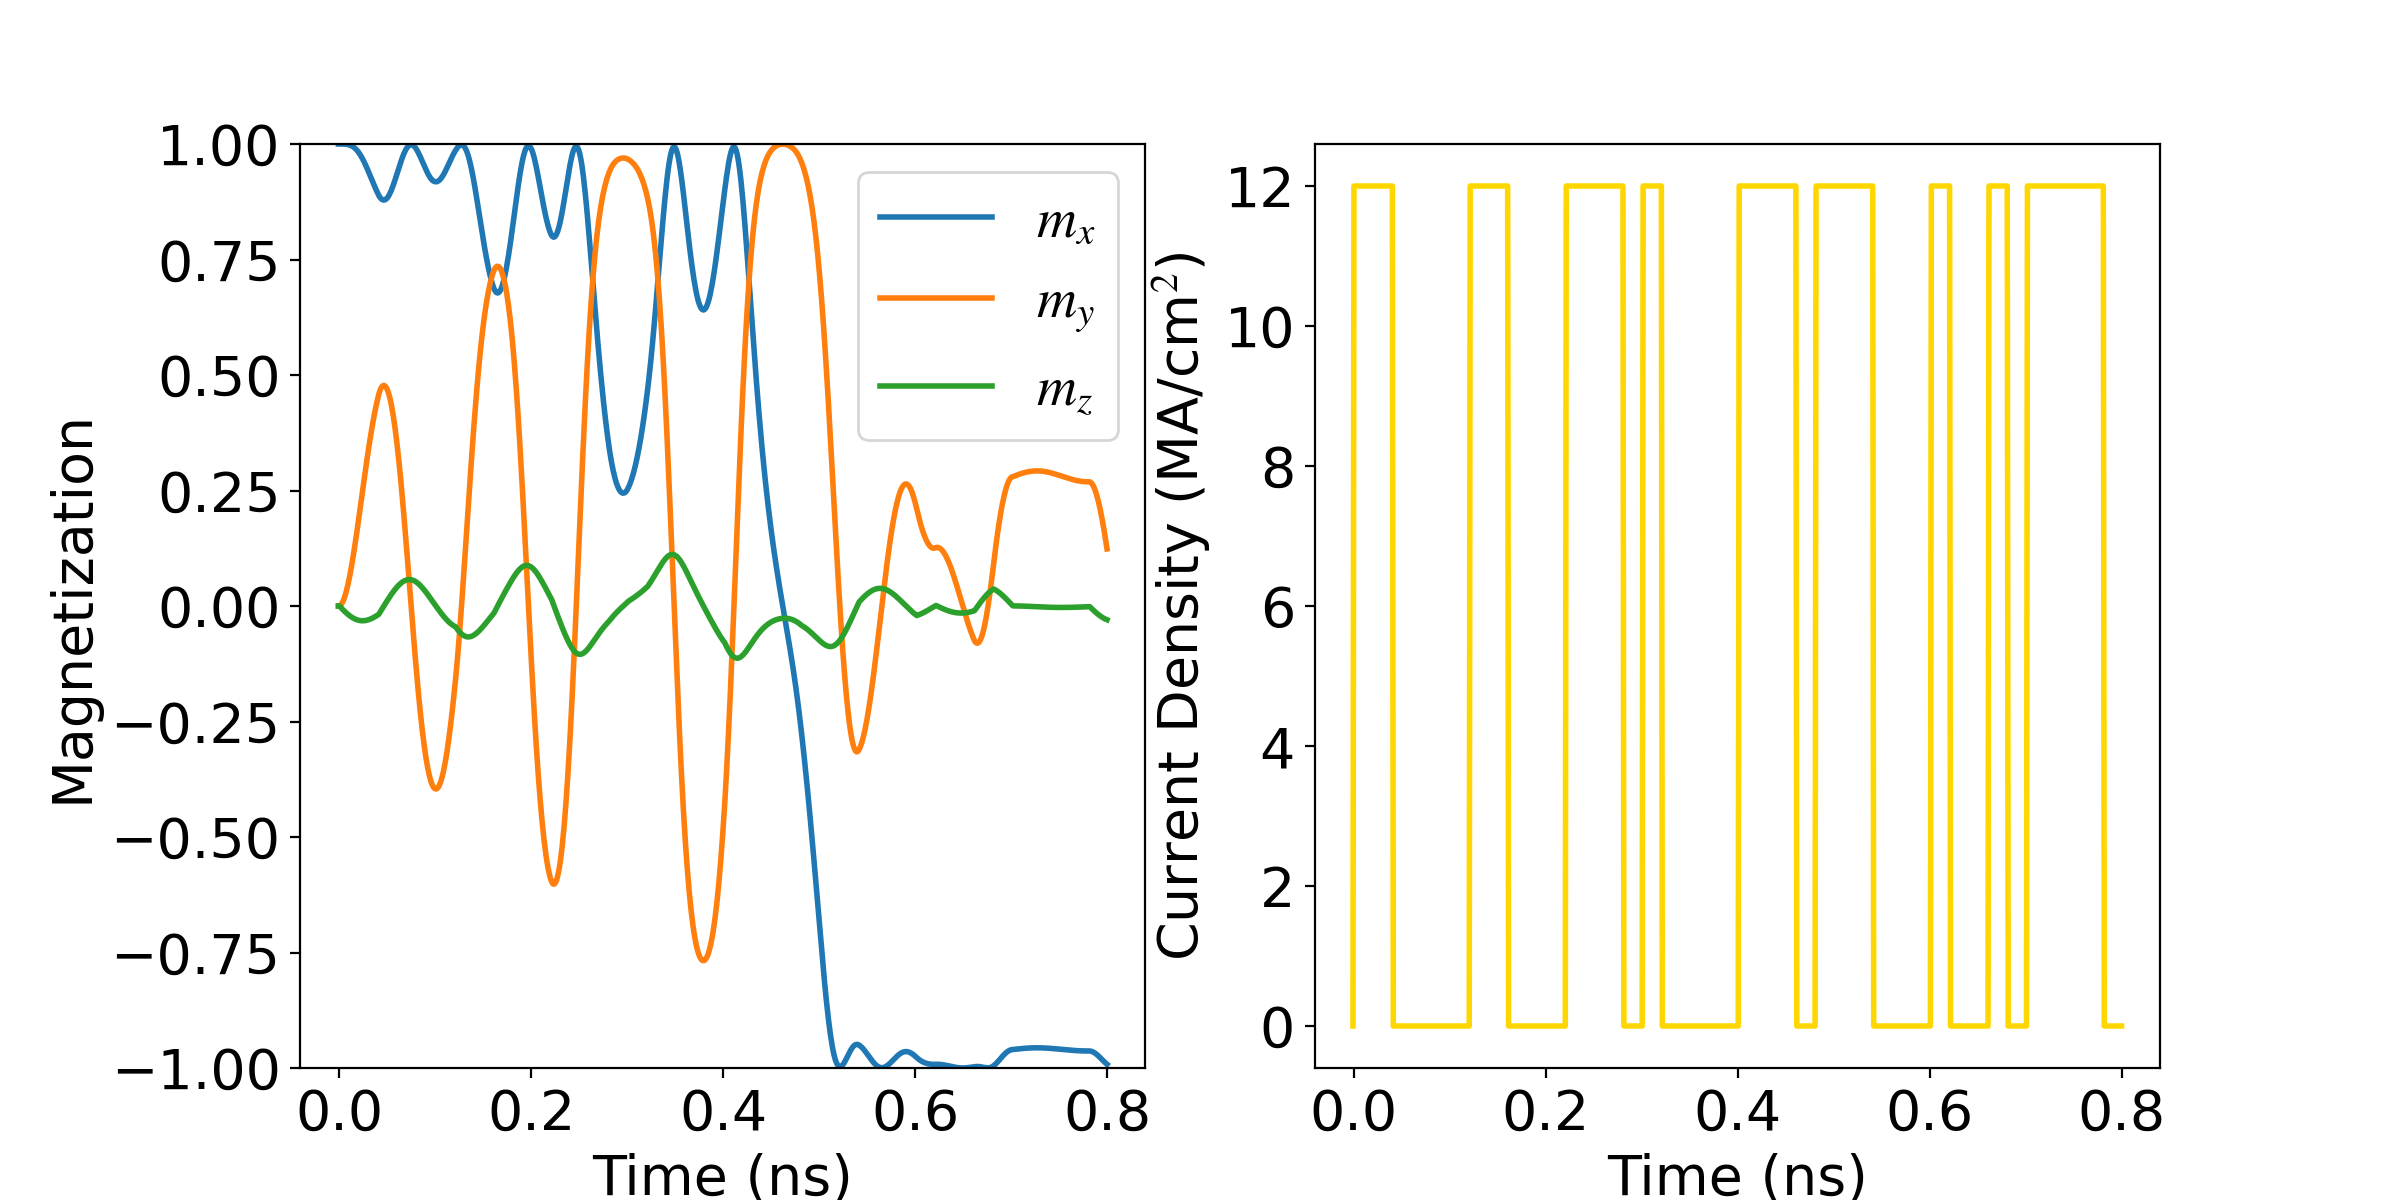 Magnetization
1.00
0.75
0.50
0.25
0.00
−0.25
−0.50
−0.75
−1.00
0.0 0.2 0.4 0.6 0.8
Time (ns)
m_x
m_y
m_z
Current Density (MA/cm²)
12
10
8
6
4
2
0
0.0 0.2 0.4 0.6 0.8
Time (ns)